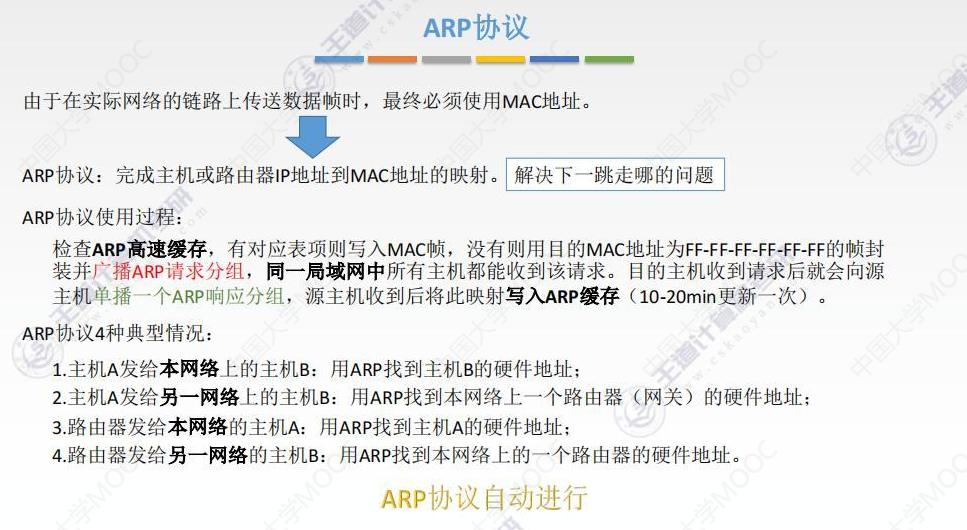 ARP协议
由于在实际网络的链路上传送数据帧时，最终必须使用MAC地址。
ARP协议：完成主机或路由器IP地址到MAC地址的映射。 解决下一跳走哪的问题
ARP协议使用过程：
检查ARP高速缓存，有对应表项则写入MAC帧，没有则用目的MAC地址为FF-FF-FF-FF-FF-FF的帧封
装并广播ARP请求分组，同一局域网中所有主机都能收到该请求。目的主机收到请求后就会向源
主机单播一个ARP响应分组，源主机收到后将此映射写入ARP缓存（10-20min更新一次）。
ARP协议4种典型情况：
1.主机A发给本网络上的主机B：用ARP找到主机B的硬件地址；
2.主机A发给另一网络上的主机B：用ARP找到本网络上一个路由器（网关）的硬件地址；
3.路由器发给本网络的主机A：用ARP找到主机A的硬件地址；
4.路由器发给另一网络的主机B：用ARP找到本网络上的一个路由器的硬件地址。
ARP协议自动进行